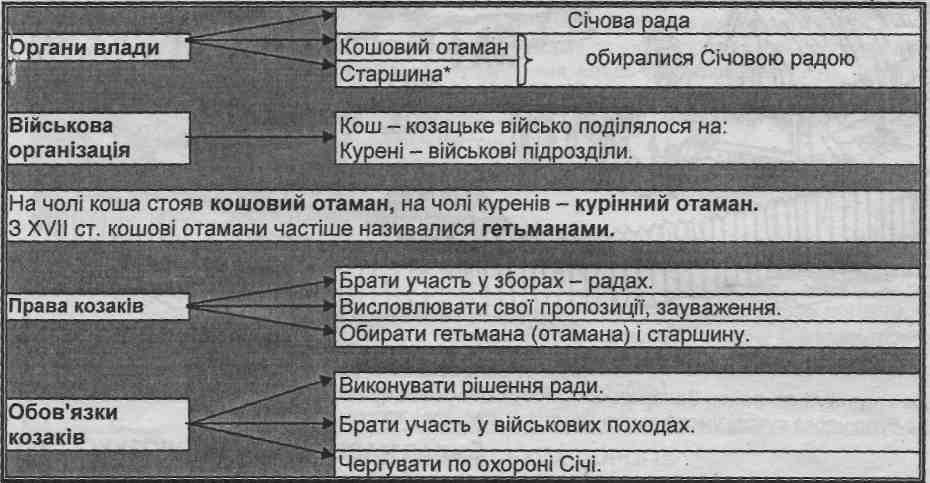 Органи влади
Січова рада
Кошовий отаман
Старшина*
обиралися Січовою радою
Військова
організація
Кош – козацьке військо поділялось на:
Курені – військові підрозділи.
На чолі коша стояв кошовий отаман, на чолі куренів – курінний отаман.
З XVII ст. кошові отамани частіше називалися гетьманами.
Права козаків
Брати участь у зборах – радах.
Висловлювати свої пропозиції, зауваження.
Обирати гетьмана (отамана) і старшину.
Обов'язки
козаків
Виконувати рішення ради.
Брати участь у військових походах.
Чергувати по охороні Січі.